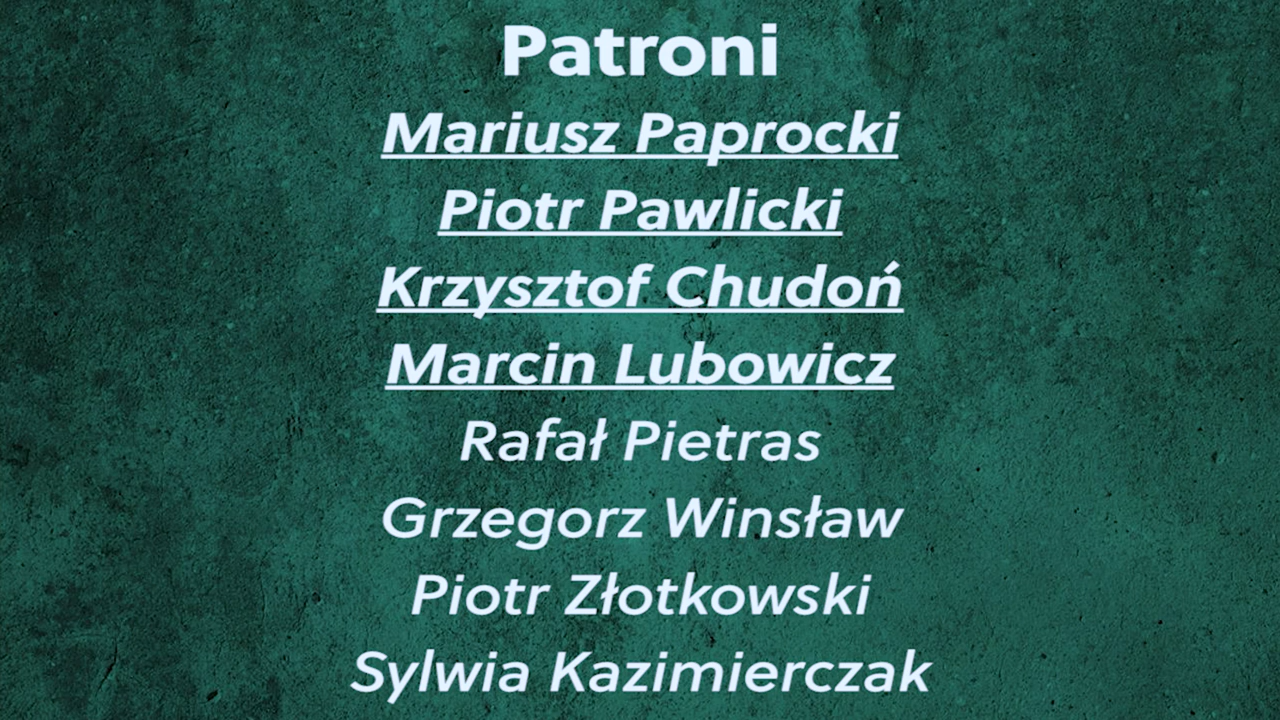 Patroni
Mariusz Paprocki
Piotr Pawlicki
Krzysztof Chudoń
Marcin Lubowicz
Rafał Pietras
Grzegorz Winsław
Piotr Złotkowski
Sylwia Kazimierczak